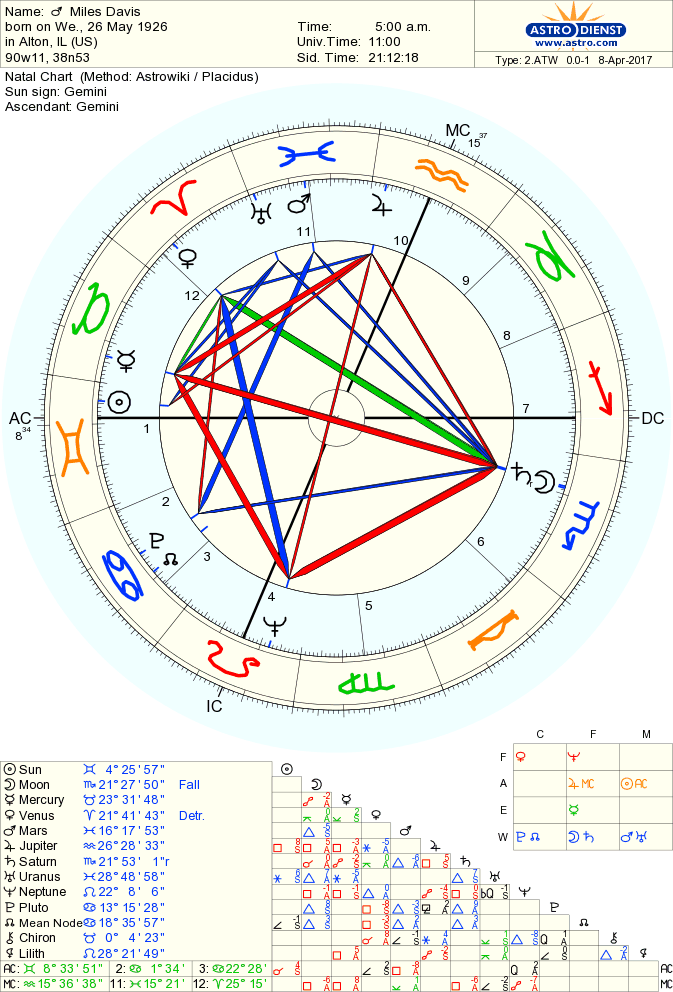 Name: ♂ Miles Davis
born on We., 26 May 1926
in Alton, IL (US)
90w11, 38n53
Time: 5:00 a.m.
Univ.Time: 11:00
Sid. Time: 21:12:18
ASTRO DIENST
www.astro.com
Type: 2.ATW 0.0-1 8-Apr-2017
Natal Chart (Method: Astrowiki / Placidus)
Sun sign: Gemini
Ascendant: Gemini
MC 15 37
AC 8 34
DC
IC
1
2
3
4
5
6
7
8
9
10
11
12
☉ Sun ♊ 4°25'57"
☽ Moon ♏ 21°27'50" Fall
☿ Mercury ♉ 23°31'48"
♀ Venus ♈ 21°41'43" Detr.
♂ Mars ♓ 16°17'53"
♃ Jupiter ♒ 26°28'33"
♄ Saturn ♏ 21°53' 1"r
♅ Uranus ♓ 28°48'58"
♆ Neptune ♌ 22° 8' 6"
♇ Pluto ♋ 13°15'28"
☊ Mean Node ♋ 18°35'57"
⚷ Chiron ♉ 0° 4'23"
⚸ Lilith ♌ 28°21'49"
AC: ♊ 8°33'51" 2: ♋ 1°34' 3: ♋ 22°28'
MC: ♒ 15°36'38" 11: ♓ 15°21' 12: ♈ 25°15'
C F M
F ♀ ♆
A ♃ MC ☉ AC
E ☿
W ♇ ☊ ☽ ♄ ♂ ♅
AC
MC